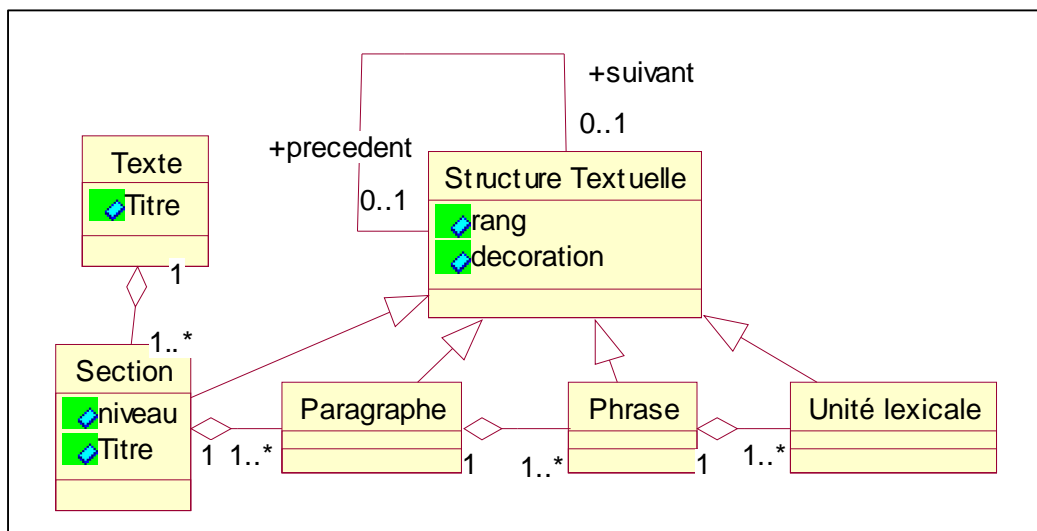 +suivant
0..1
+precedent
0..1
Texte
Titre
1
Structure Textuelle
rang
decoration
1..*
Section
niveau
Titre
1
1..*
Paragraphe
1
1..*
Phrase
1
1..*
Unité lexicale